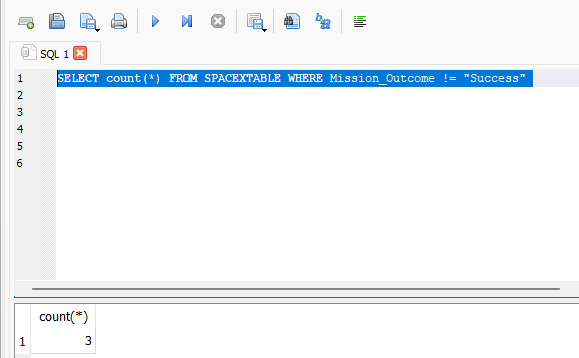 SQL 1
1 SELECT count(*) FROM SPACEXTABLE WHERE Mission_Outcome != "Success"
2
3
4
5
6
count(*)
1 3